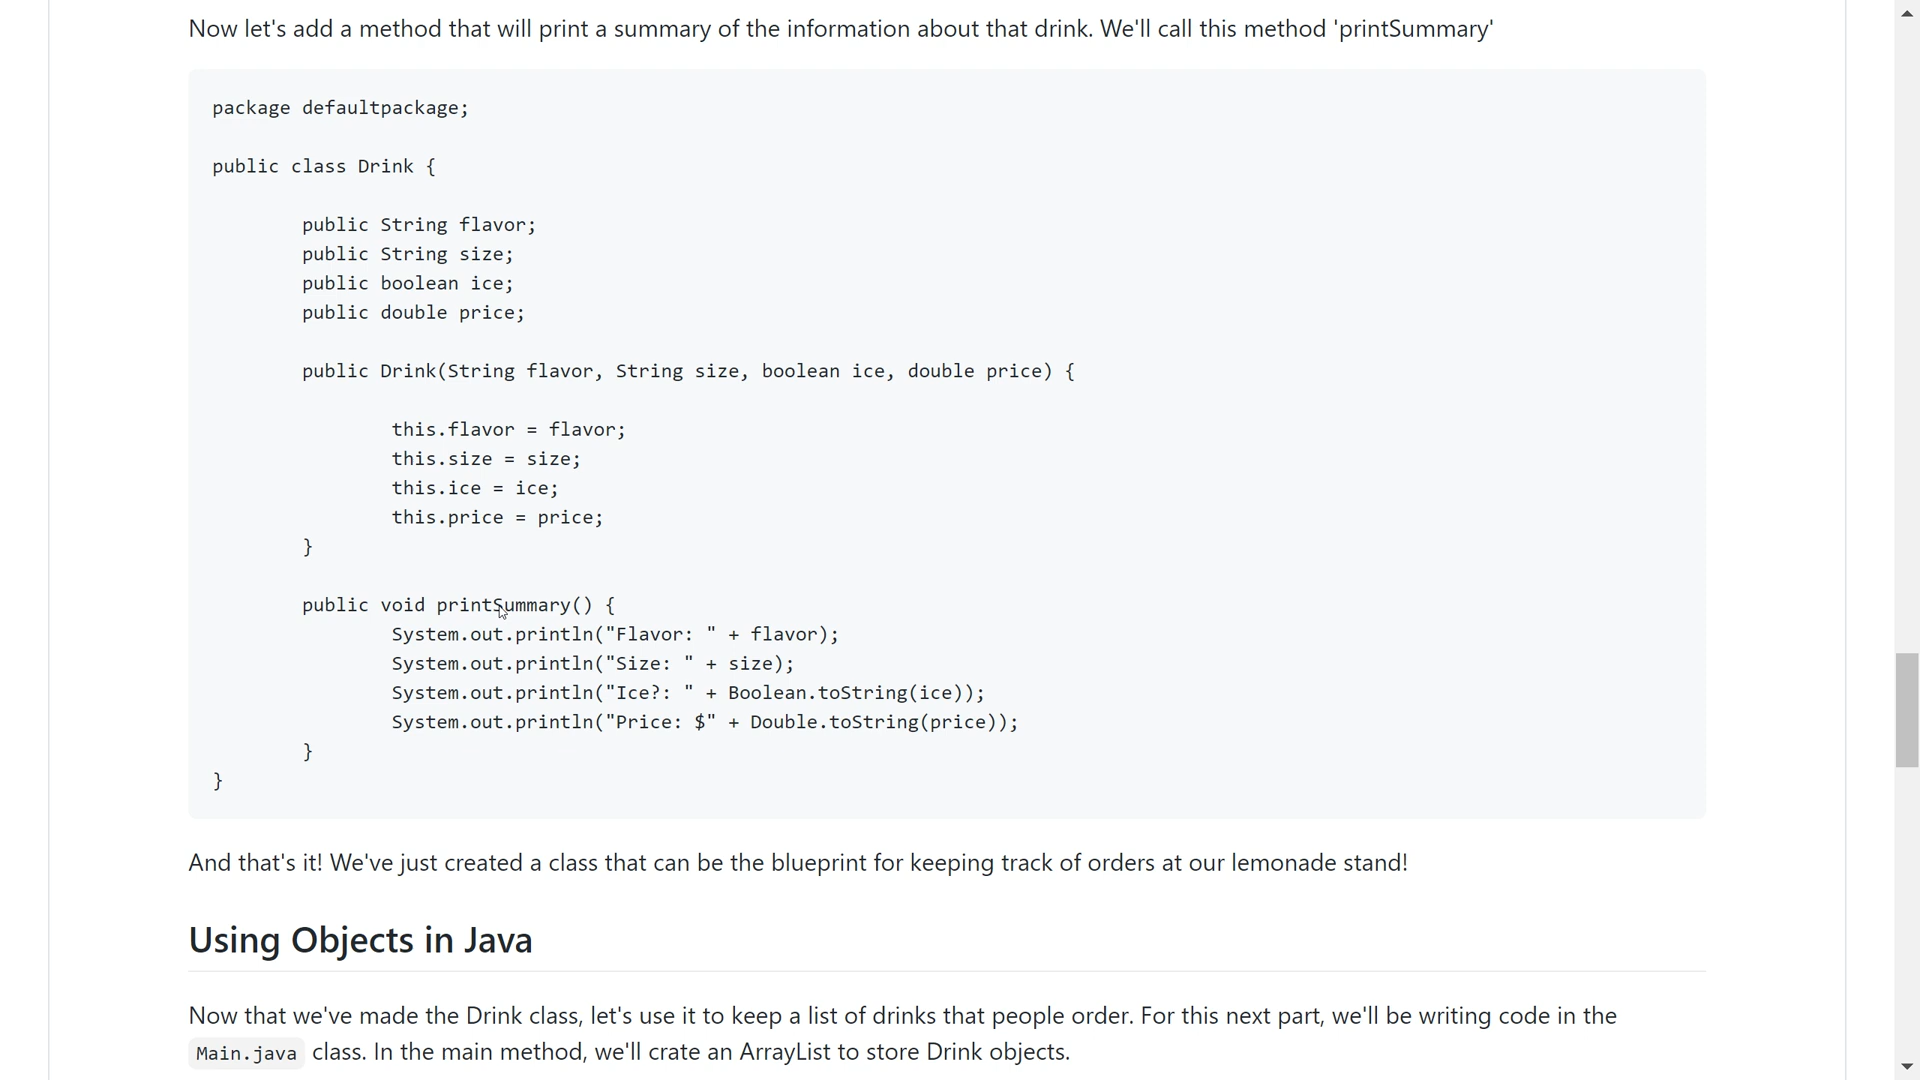 Now let's add a method that will print a summary of the information about that drink. We'll call this method 'printSummary'
package defaultpackage;
public class Drink {
public String flavor;
public String size;
public boolean ice;
public double price;
public Drink(String flavor, String size, boolean ice, double price) {
this.flavor = flavor;
this.size = size;
this.ice = ice;
this.price = price;
}
public void printSummary() {
System.out.println("Flavor: " + flavor);
System.out.println("Size: " + size);
System.out.println("Ice?: " + Boolean.toString(ice));
System.out.println("Price: $" + Double.toString(price));
}
}
And that's it! We've just created a class that can be the blueprint for keeping track of orders at our lemonade stand!
Using Objects in Java
Now that we've made the Drink class, let's use it to keep a list of drinks that people order. For this next part, we'll be writing code in the
Main.java class. In the main method, we'll crate an ArrayList to store Drink objects.